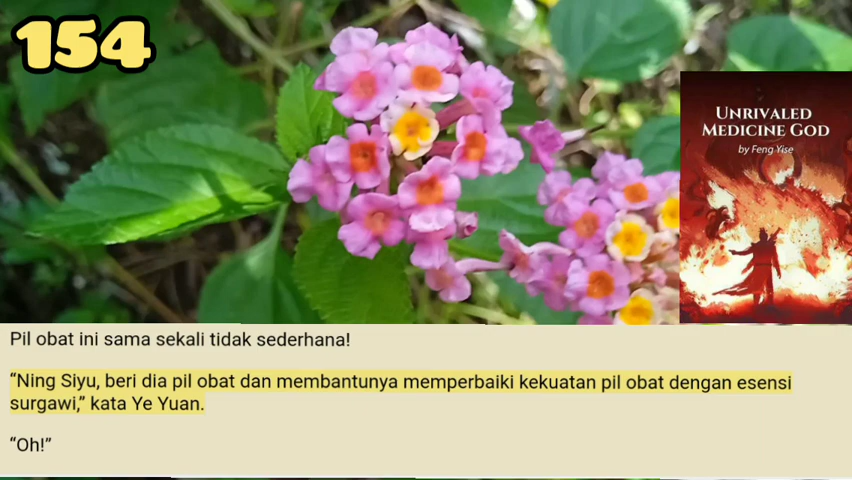 154
UNRIVALED
MEDICINE GOD
by Feng Yise
Pil obat ini sama sekali tidak sederhana!
“Ning Siyu, beri dia pil obat dan membantunya memperbaiki kekuatan pil obat dengan esensi
surgawi,” kata Ye Yuan.
“Oh!”